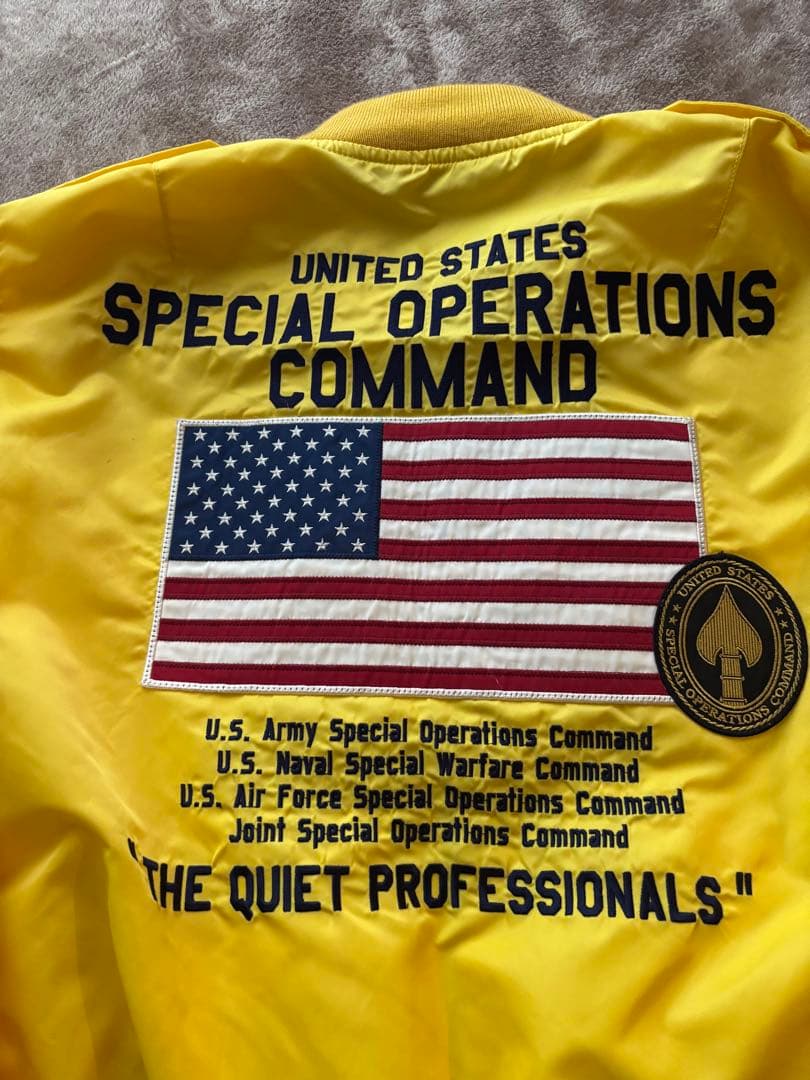 UNITED STATES
SPECIAL OPERATIONS
COMMAND
UNITED STATES
SPECIAL OPERATIONS COMMAND
U.S. Army Special Operations Command
U.S. Naval Special Warfare Command
U.S. Air Force Special Operations Command
Joint Special Operations Command
"THE QUIET PROFESSIONALS"